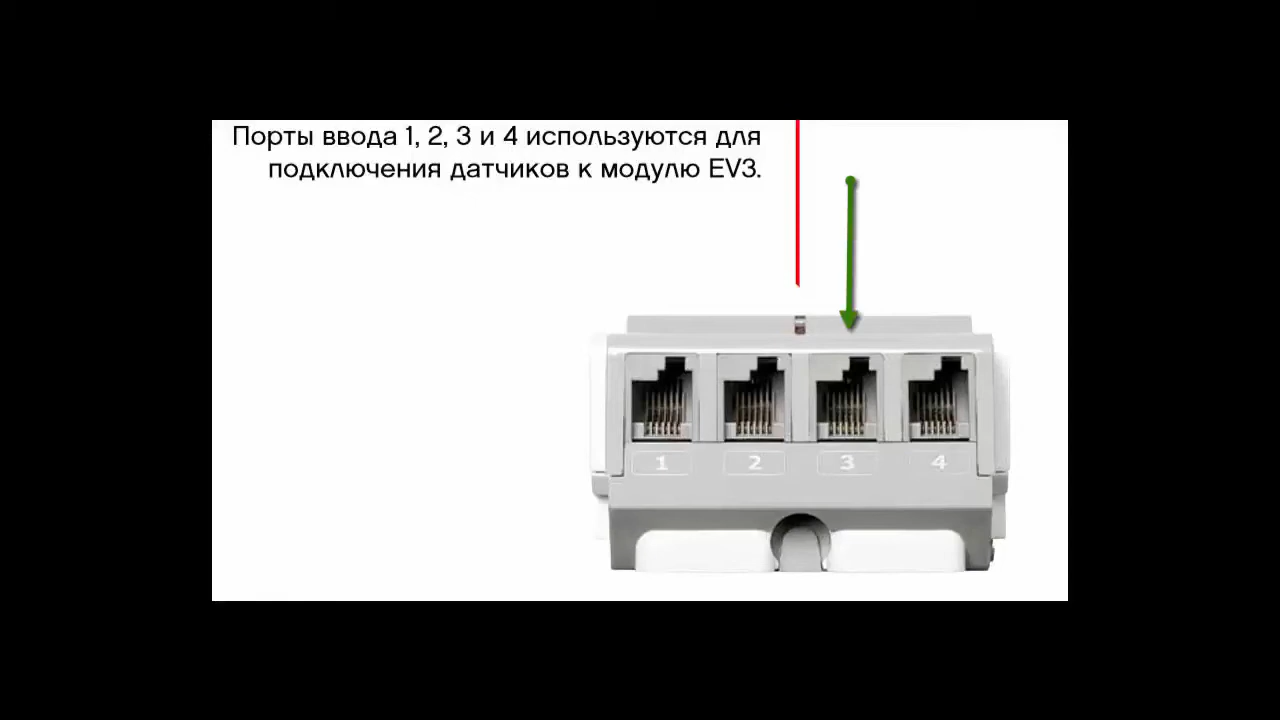 Порты ввода 1, 2, 3 и 4 используются для
подключения датчиков к модулю EV3.
1 2 3 4